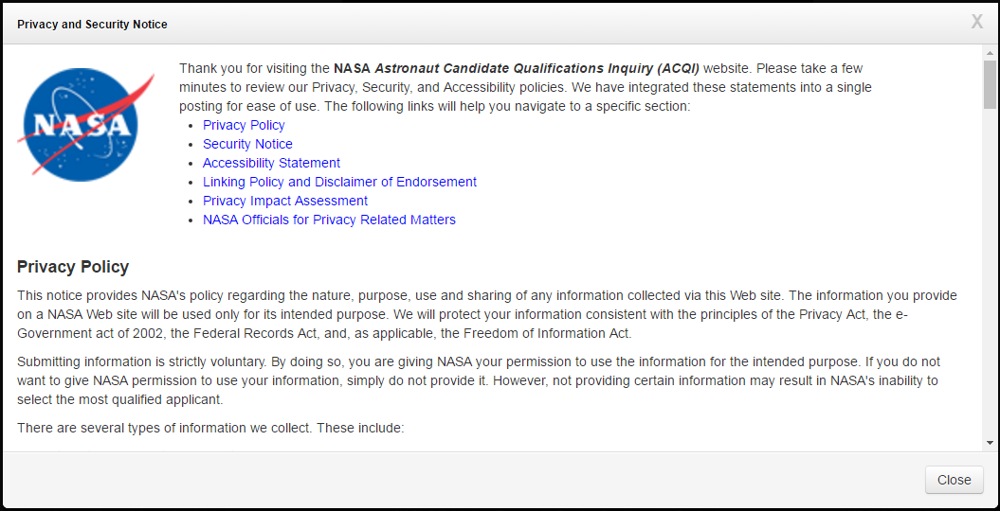 Privacy and Security Notice
X
NASA
Thank you for visiting the NASA Astronaut Candidate Qualifications Inquiry (ACQI) website. Please take a few
minutes to review our Privacy, Security, and Accessibility policies. We have integrated these statements into a single
posting for ease of use. The following links will help you navigate to a specific section:
• Privacy Policy
• Security Notice
• Accessibility Statement
• Linking Policy and Disclaimer of Endorsement
• Privacy Impact Assessment
• NASA Officials for Privacy Related Matters
Privacy Policy
This notice provides NASA's policy regarding the nature, purpose, use and sharing of any information collected via this Web site. The information you provide
on a NASA Web site will be used only for its intended purpose. We will protect your information consistent with the principles of the Privacy Act, the e-
Government act of 2002, the Federal Records Act, and, as applicable, the Freedom of Information Act.
Submitting information is strictly voluntary. By doing so, you are giving NASA your permission to use the information for the intended purpose. If you do not
want to give NASA permission to use your information, simply do not provide it. However, not providing certain information may result in NASA's inability to
select the most qualified applicant.
There are several types of information we collect. These include:
Close